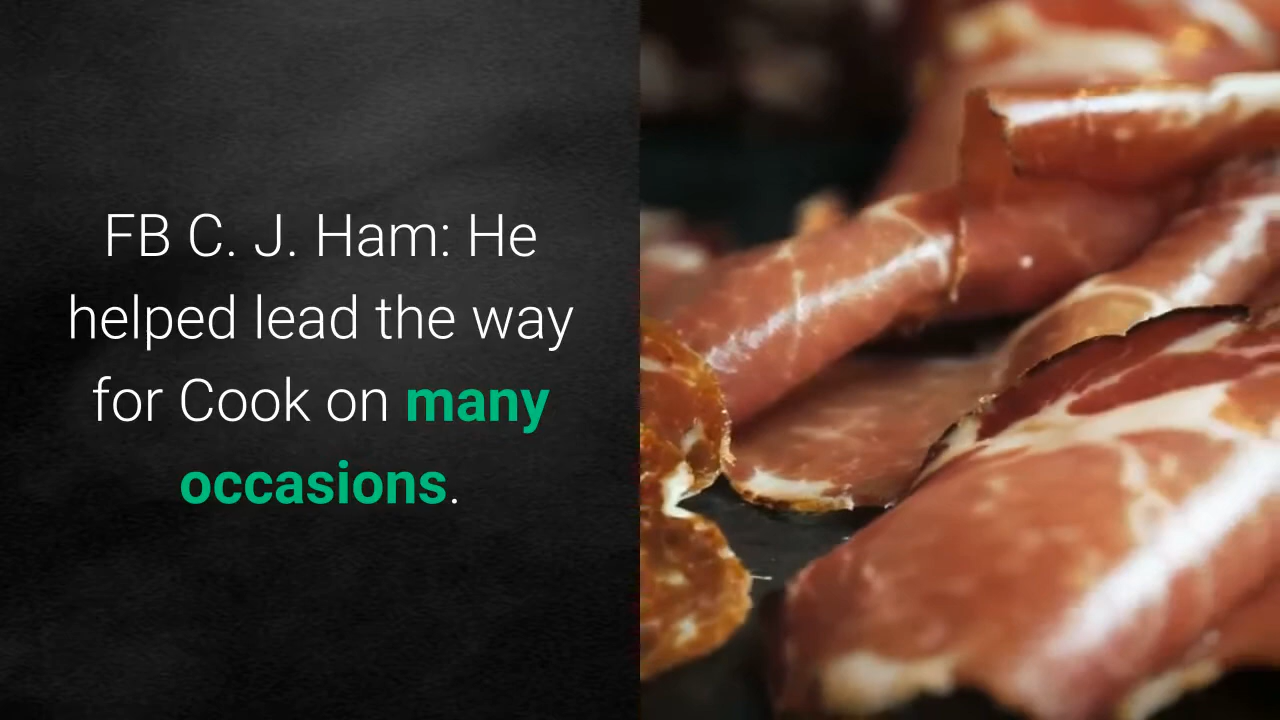 FB C. J. Ham: He
helped lead the way
for Cook on many
occasions.